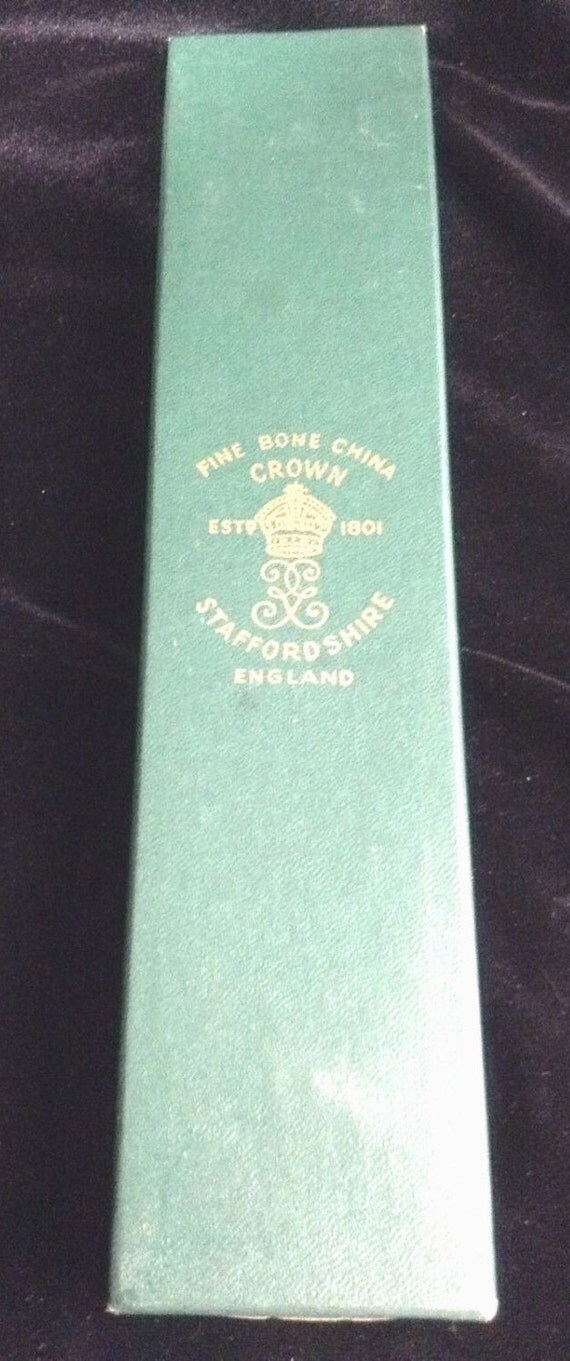 FINE BONE CHINA
CROWN
ESTD 1801
STAFFORDSHIRE
ENGLAND